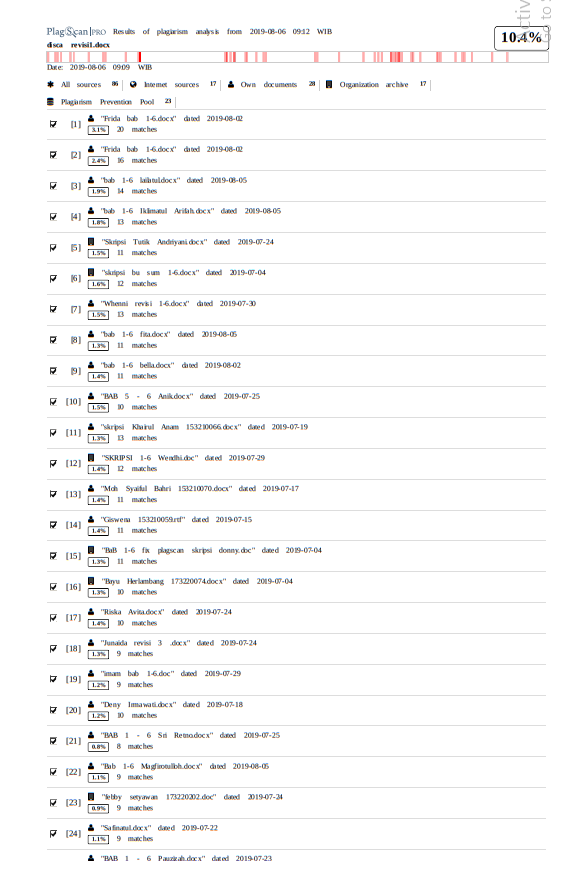 PlagScan PRO Results of plagiarism analysis from 2019-08-06 09:12 WIB
10.4%
disca revisi1.docx
Date: 2019-08-06 09:09 WIB
All sources 86 Internet sources 17 Own documents 28 Organization archive 17
Plagiarism Prevention Pool 23
[1] "Frida bab 1-6.docx" dated 2019-08-02
3.1% 20 matches
[2] "Frida bab 1-6.docx" dated 2019-08-02
2.4% 16 matches
[3] "bab 1-6 lailatul.docx" dated 2019-08-05
1.9% 14 matches
[4] "bab 1-6 Iklimatul Arifah.docx" dated 2019-08-05
1.8% 13 matches
[5] "Skripsi Tutik Andriyani.docx" dated 2019-07-24
1.5% 11 matches
[6] "skripsi bu sum 1-6.docx" dated 2019-07-04
1.6% 12 matches
[7] "Whenni revisi 1-6.docx" dated 2019-07-30
1.5% 13 matches
[8] "bab 1-6 fita.docx" dated 2019-08-05
1.3% 11 matches
[9] "bab 1-6 bella.docx" dated 2019-08-02
1.4% 11 matches
[10] "BAB 5 - 6 Anik.docx" dated 2019-07-25
1.5% 10 matches
[11] "skripsi Khairul Anam 153210066.docx" dated 2019-07-19
1.3% 13 matches
[12] "SKRIPSI 1-6 Wendhi.doc" dated 2019-07-29
1.4% 12 matches
[13] "Moh Syaiful Bahri 153210070.docx" dated 2019-07-17
1.4% 11 matches
[14] "Giswena 153210059.rtf" dated 2019-07-15
1.4% 11 matches
[15] "BaB 1-6 fix plagscan skripsi donny.doc" dated 2019-07-04
1.3% 11 matches
[16] "Bayu Herlambang 173220074.docx" dated 2019-07-04
1.3% 10 matches
[17] "Riska Avita.docx" dated 2019-07-24
1.4% 10 matches
[18] "Junaida revisi 3 .docx" dated 2019-07-24
1.3% 9 matches
[19] "imam bab 1-6.doc" dated 2019-07-29
1.2% 9 matches
[20] "Deny Irmawati.docx" dated 2019-07-18
1.2% 10 matches
[21] "BAB 1 - 6 Sri Retno.docx" dated 2019-07-25
0.8% 8 matches
[22] "Bab 1-6 Magfirotulloh.docx" dated 2019-08-05
1.1% 9 matches
[23] "febby setyawan 173220202.doc" dated 2019-07-24
0.9% 9 matches
[24] "Safinatul.docx" dated 2019-07-22
1.1% 9 matches
"BAB 1 - 6 Pauzirah.docx" dated 2019-07-23